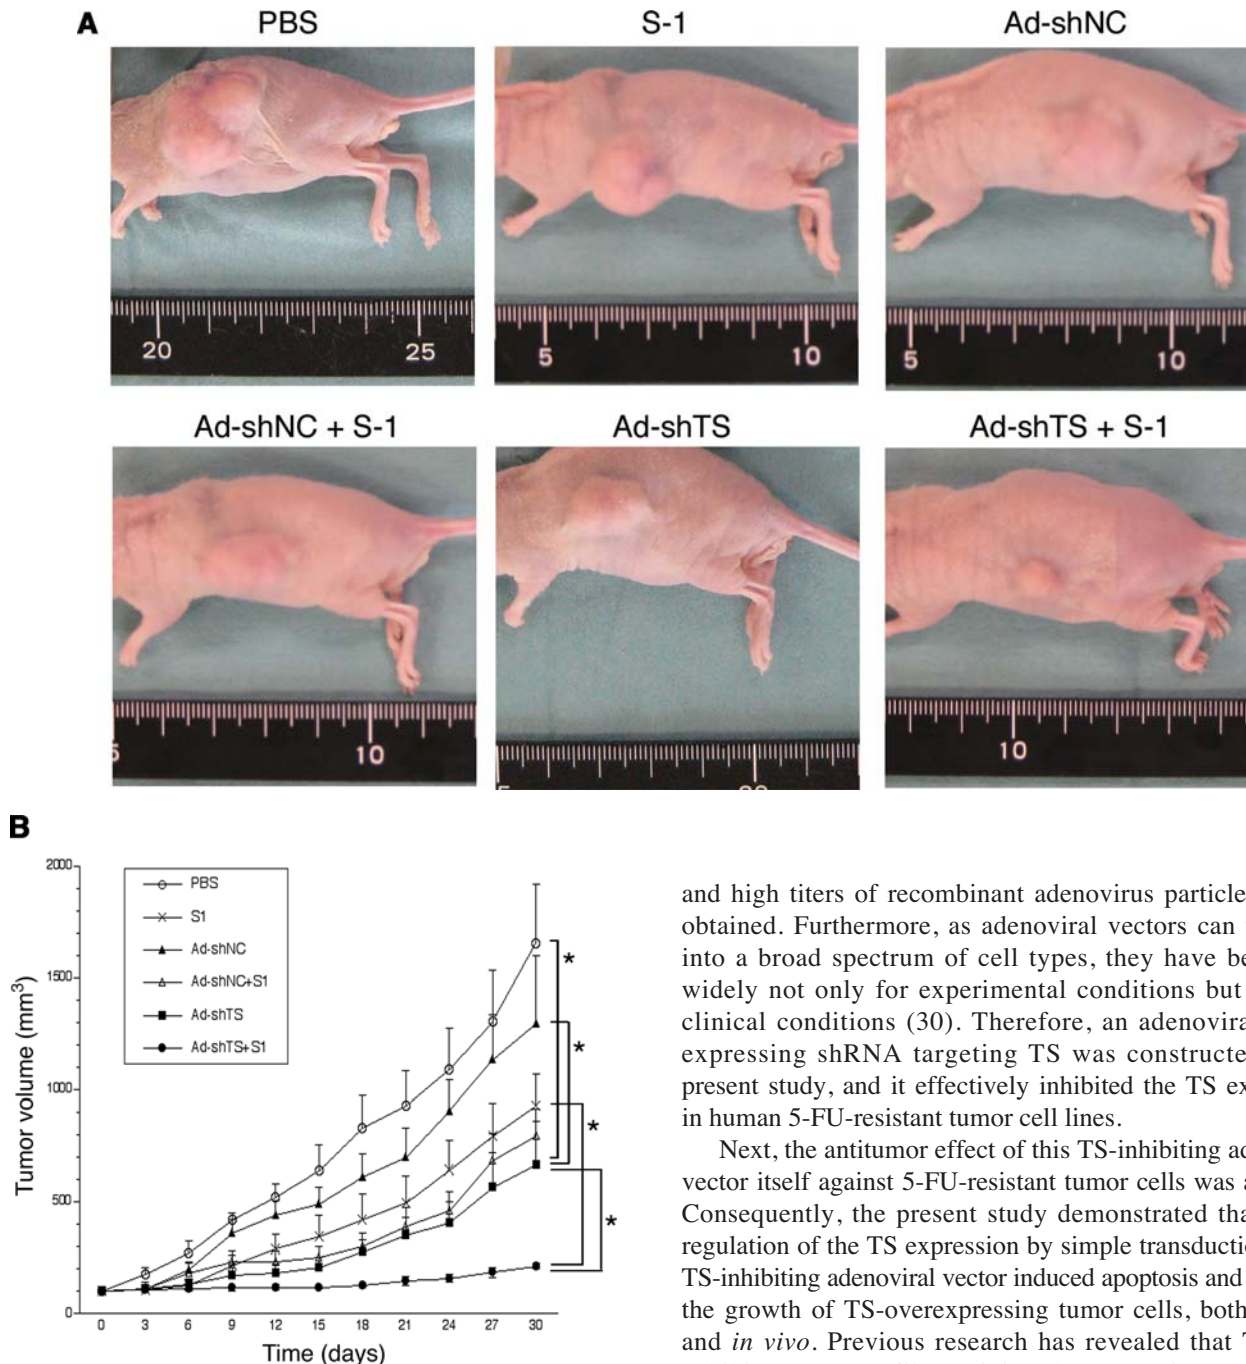 A
PBS
S-1
Ad-shNC
20 25
5 10
5 10
Ad-shNC + S-1
Ad-shTS
Ad-shTS + S-1
10
10
B
Tumor volume (mm3)
2000
1500
1000
500
0
PBS
S1
Ad-shNC
Ad-shNC+S1
Ad-shTS
Ad-shTS+S1
*
*
*
*
0 3 6 9 12 15 18 21 24 27 30
Time (days)
and high titers of recombinant adenovirus particle
obtained. Furthermore, as adenoviral vectors can
into a broad spectrum of cell types, they have be
widely not only for experimental conditions but
clinical conditions (30). Therefore, an adenovira
expressing shRNA targeting TS was constructe
present study, and it effectively inhibited the TS ex
in human 5-FU-resistant tumor cell lines.
Next, the antitumor effect of this TS-inhibiting ad
vector itself against 5-FU-resistant tumor cells was a
Consequently, the present study demonstrated tha
regulation of the TS expression by simple transductio
TS-inhibiting adenoviral vector induced apoptosis and
the growth of TS-overexpressing tumor cells, both
and in vivo. Previous research has revealed that T